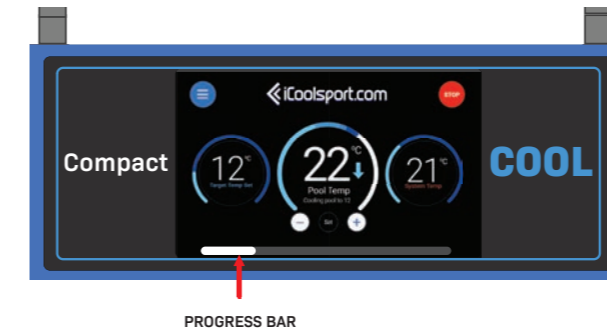 iCoolsport.com
STOP
Compact
12°c
Target Temp Set
22°C
Pool Temp
Cooling pool to 12
21°c
System Temp
COOL
− Set +
PROGRESS BAR